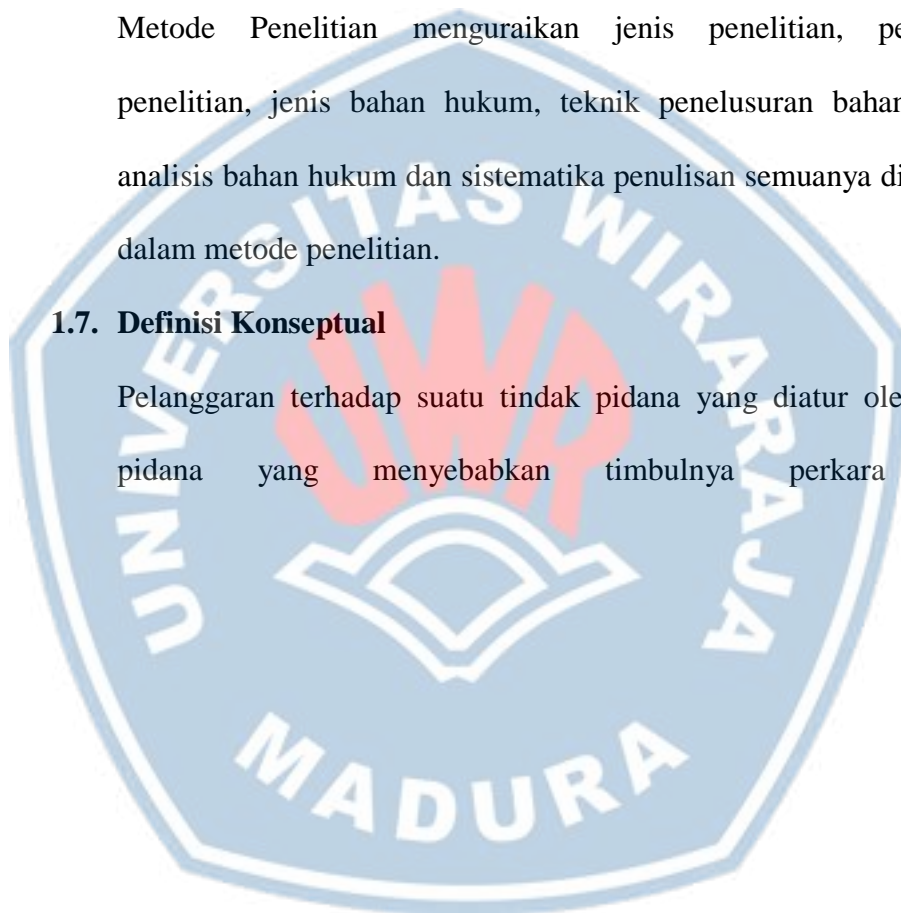 Metode Penelitian menguraikan jenis penelitian, pe
penelitian, jenis bahan hukum, teknik penelusuran bahan
analisis bahan hukum dan sistematika penulisan semuanya di
dalam metode penelitian.
1.7. Definisi Konseptual
Pelanggaran terhadap suatu tindak pidana yang diatur ole
pidana yang menyebabkan timbulnya perkara
UNIVERSITAS WIRARAJA
UWR
MADURA